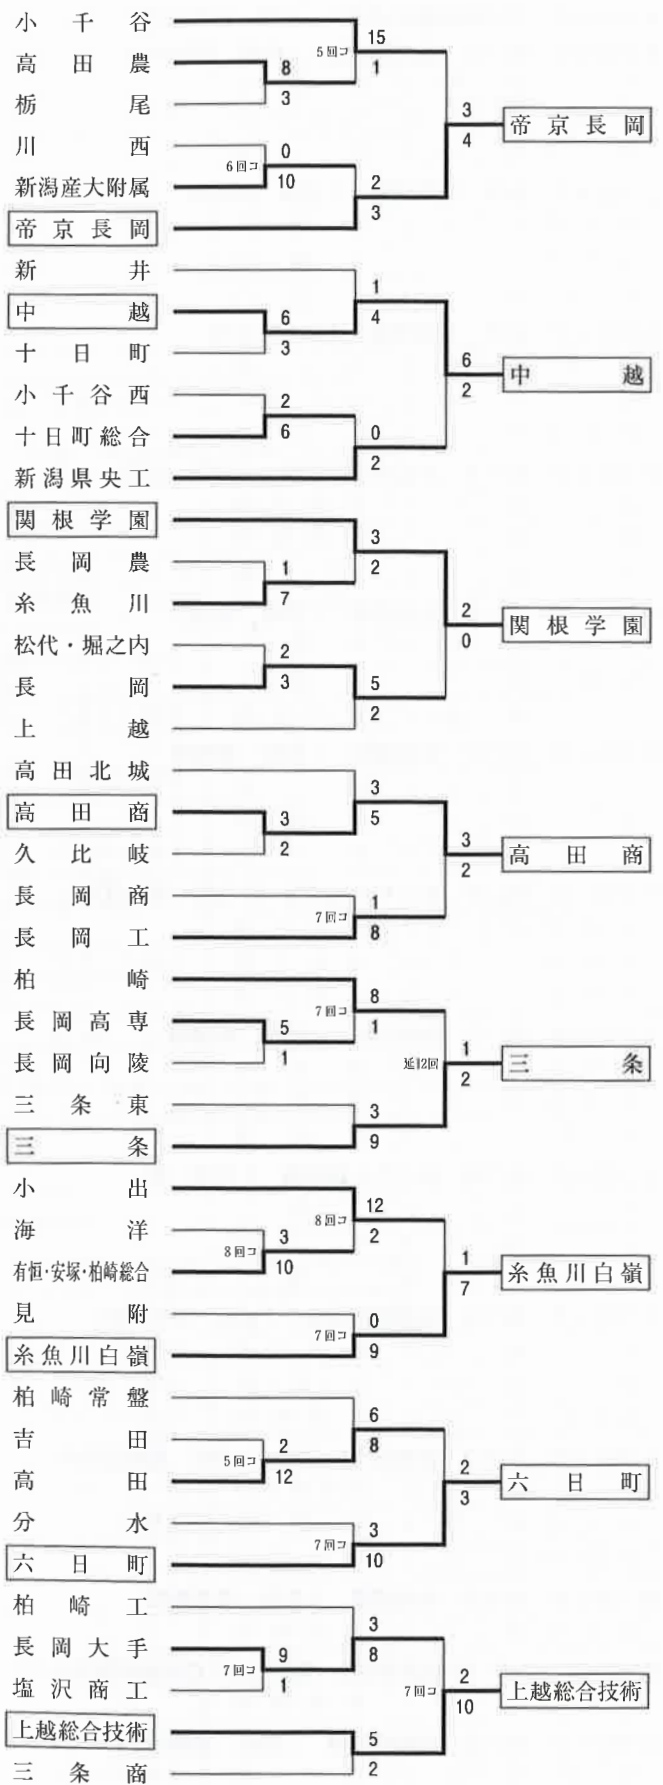 小千谷
15
5回コ
高田農
1
8
栃尾
3
3
帝京長岡
4
川西
0
6回コ
新潟産大附属
10
2
帝京長岡
3
新井
1
中越
6
4
十日町
3
6
中越
2
小千谷西
2
十日町総合
6
0
新潟県央工
2
関根学園
3
長岡農
1
2
糸魚川
7
2
関根学園
0
松代・堀之内
2
長岡
3
5
上越
2
高田北城
3
高田商
3
5
久比岐
2
3
高田商
2
長岡商
1
7回コ
長岡工
8
柏崎
8
7回コ
長岡高専
5
1
長岡向陵
1
1
延12回
三条
2
三条東
3
三条
9
小出
12
8回コ
海洋
3
2
8回コ
有恒・安塚・柏崎総合
10
1
糸魚川白嶺
7
見附
0
7回コ
糸魚川白嶺
9
柏崎常盤
6
吉田
2
8
5回コ
高田
12
2
六日町
3
分水
3
7回コ
六日町
10
柏崎工
3
長岡大手
9
8
7回コ
塩沢商工
1
2
7回コ
上越総合技術
10
上越総合技術
5
三条商
2